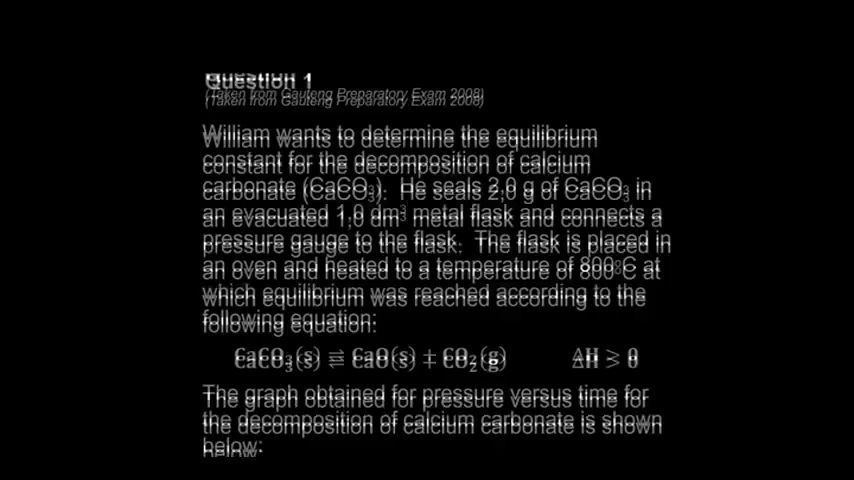 Question 1
(Taken from Gauteng Preparatory Exam 2008)
William wants to determine the equilibrium
constant for the decomposition of calcium
carbonate (CaCO₃). He seals 2,0 g of CaCO₃ in
an evacuated 1,0 dm³ metal flask and connects a
pressure gauge to the flask. The flask is placed in
an oven and heated to a temperature of 800°C at
which equilibrium was reached according to the
following equation:
CaCO₃(s) ⇌ CaO(s) + CO₂(g) ΔH > 0
The graph obtained for pressure versus time for
the decomposition of calcium carbonate is shown
below: